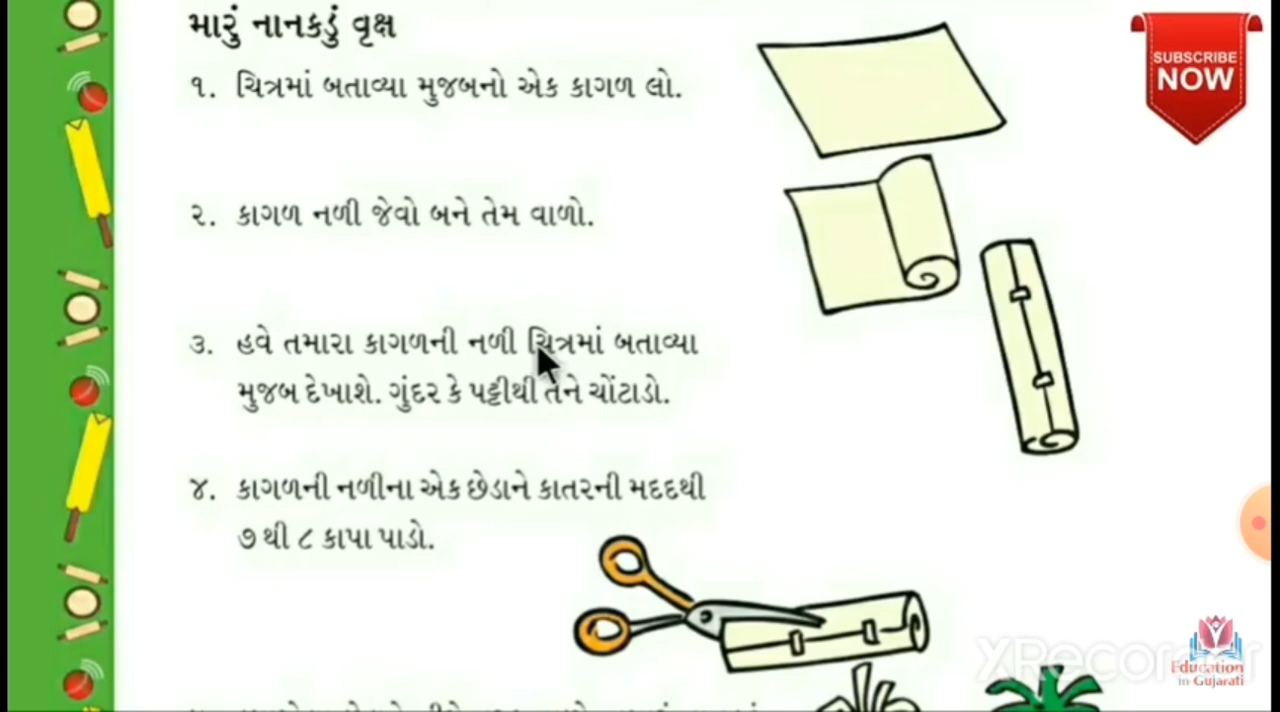 મારું નાનકડું વૃક્ષ
૧. ચિત્રમાં બતાવ્યા મુજબનો એક કાગળ લો.
SUBSCRIBE
NOW
૨. કાગળ નળી જેવો બને તેમ વાળો.
૩. હવે તમારા કાગળની નળી ચિત્રમાં બતાવ્યા
મુજબ દેખાશે. ગુંદર કે પટ્ટીથી તેને ચોંટાડો.
૪. કાગળની નળીના એક છેડાને કાતરની મદદથી
૭ થી ૮ કાપા પાડો.
XRecorder
Education
in Gujarati